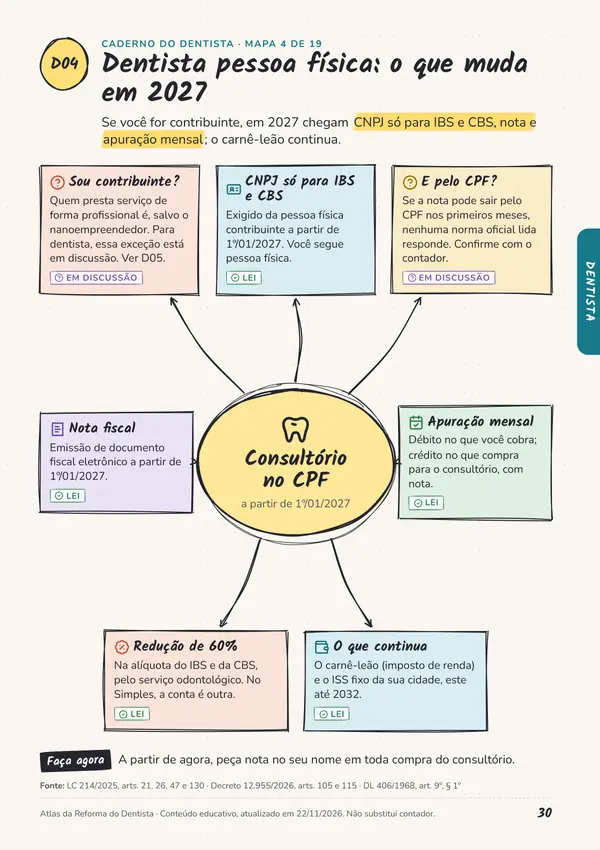 D04
CADERNO DO DENTISTA · MAPA 4 DE 19
Dentista pessoa física: o que muda
em 2027
Se você for contribuinte, em 2027 chegam CNPJ só para IBS e CBS, nota e
apuração mensal; o carnê-leão continua.
Sou contribuinte?
Quem presta serviço de
forma profissional é, salvo o
nanoempreendedor. Para
dentista, essa exceção está
em discussão. Ver D05.
EM DISCUSSÃO
CNPJ só para IBS
e CBS
Exigido da pessoa física
contribuinte a partir de
1º/01/2027. Você segue
pessoa física.
LEI
E pelo CPF?
Se a nota pode sair pelo
CPF nos primeiros meses,
nenhuma norma oficial lida
responde. Confirme com o
contador.
EM DISCUSSÃO
DENTISTA
Nota fiscal
Emissão de documento
fiscal eletrônico a partir de
1º/01/2027.
LEI
Consultório
no CPF
a partir de 1º/01/2027
Apuração mensal
Débito no que você cobra;
crédito no que compra
para o consultório, com
nota.
LEI
Redução de 60%
Na alíquota do IBS e da CBS,
pelo serviço odontológico. No
Simples, a conta é outra.
LEI
O que continua
O carnê-leão (imposto de renda)
e o ISS fixo da sua cidade, este
até 2032.
LEI
Faça agora A partir de agora, peça nota no seu nome em toda compra do consultório.
Fonte: LC 214/2025, arts. 21, 26, 47 e 130 · Decreto 12.955/2026, arts. 105 e 115 · DL 406/1968, art. 9º, § 1º
Atlas da Reforma do Dentista · Conteúdo educativo, atualizado em 22/11/2026. Não substitui contador.
30